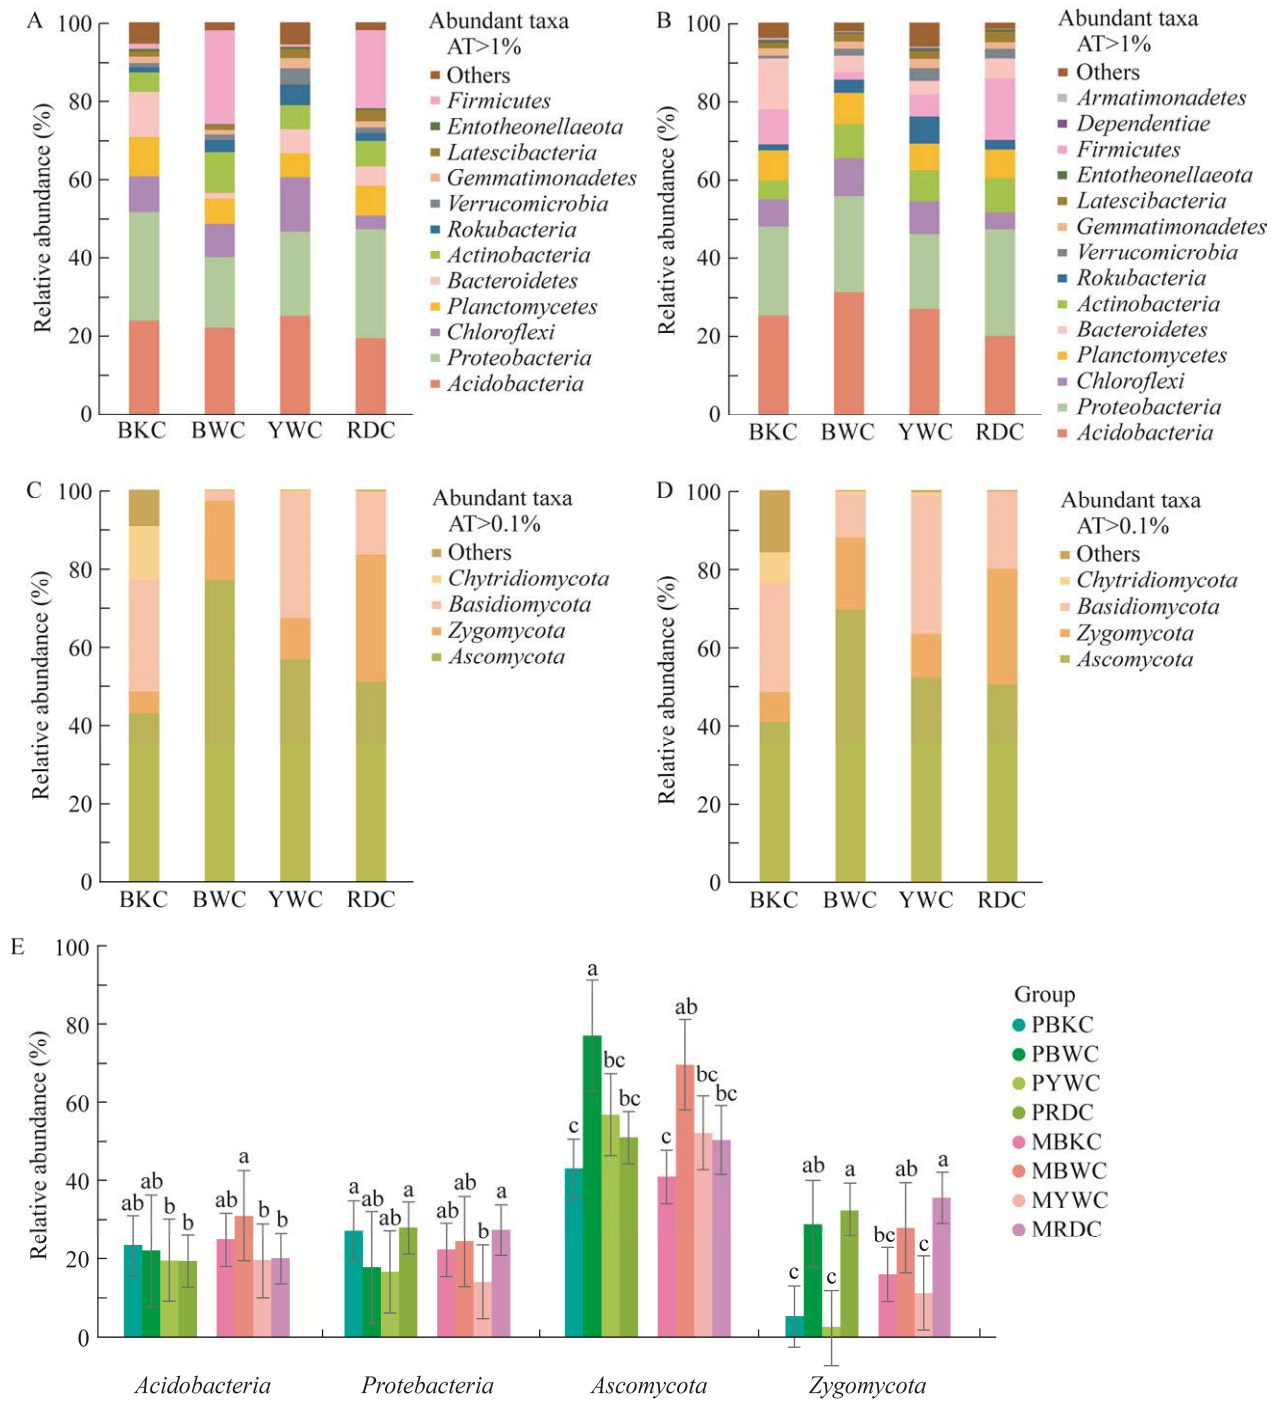 A
Relative abundance (%)
100
80
60
40
20
0
BKC BWC YWC RDC
Abundant taxa
AT>1%
Others
Firmicutes
Entotheonellaeota
Latescibacteria
Gemmatimonadetes
Verrucomicrobia
Rokubacteria
Actinobacteria
Bacteroidetes
Planctomycetes
Chloroflexi
Proteobacteria
Acidobacteria
B
Relative abundance (%)
100
80
60
40
20
0
BKC BWC YWC RDC
Abundant taxa
AT>1%
Others
Armatimonadetes
Dependentiae
Firmicutes
Entotheonellaeota
Latescibacteria
Gemmatimonadetes
Verrucomicrobia
Rokubacteria
Actinobacteria
Bacteroidetes
Planctomycetes
Chloroflexi
Proteobacteria
Acidobacteria
C
Relative abundance (%)
100
80
60
40
20
0
BKC BWC YWC RDC
Abundant taxa
AT>0.1%
Others
Chytridiomycota
Basidiomycota
Zygomycota
Ascomycota
D
Relative abundance (%)
100
80
60
40
20
0
BKC BWC YWC RDC
Abundant taxa
AT>0.1%
Others
Chytridiomycota
Basidiomycota
Zygomycota
Ascomycota
E
Relative abundance (%)
100
80
60
40
20
0
ab ab b b ab a b b
a ab ab a ab ab b a
c a bc bc c ab bc bc
c ab c a bc ab c a
Acidobacteria Protebacteria Ascomycota Zygomycota
Group
PBKC
PBWC
PYWC
PRDC
MBKC
MBWC
MYWC
MRDC